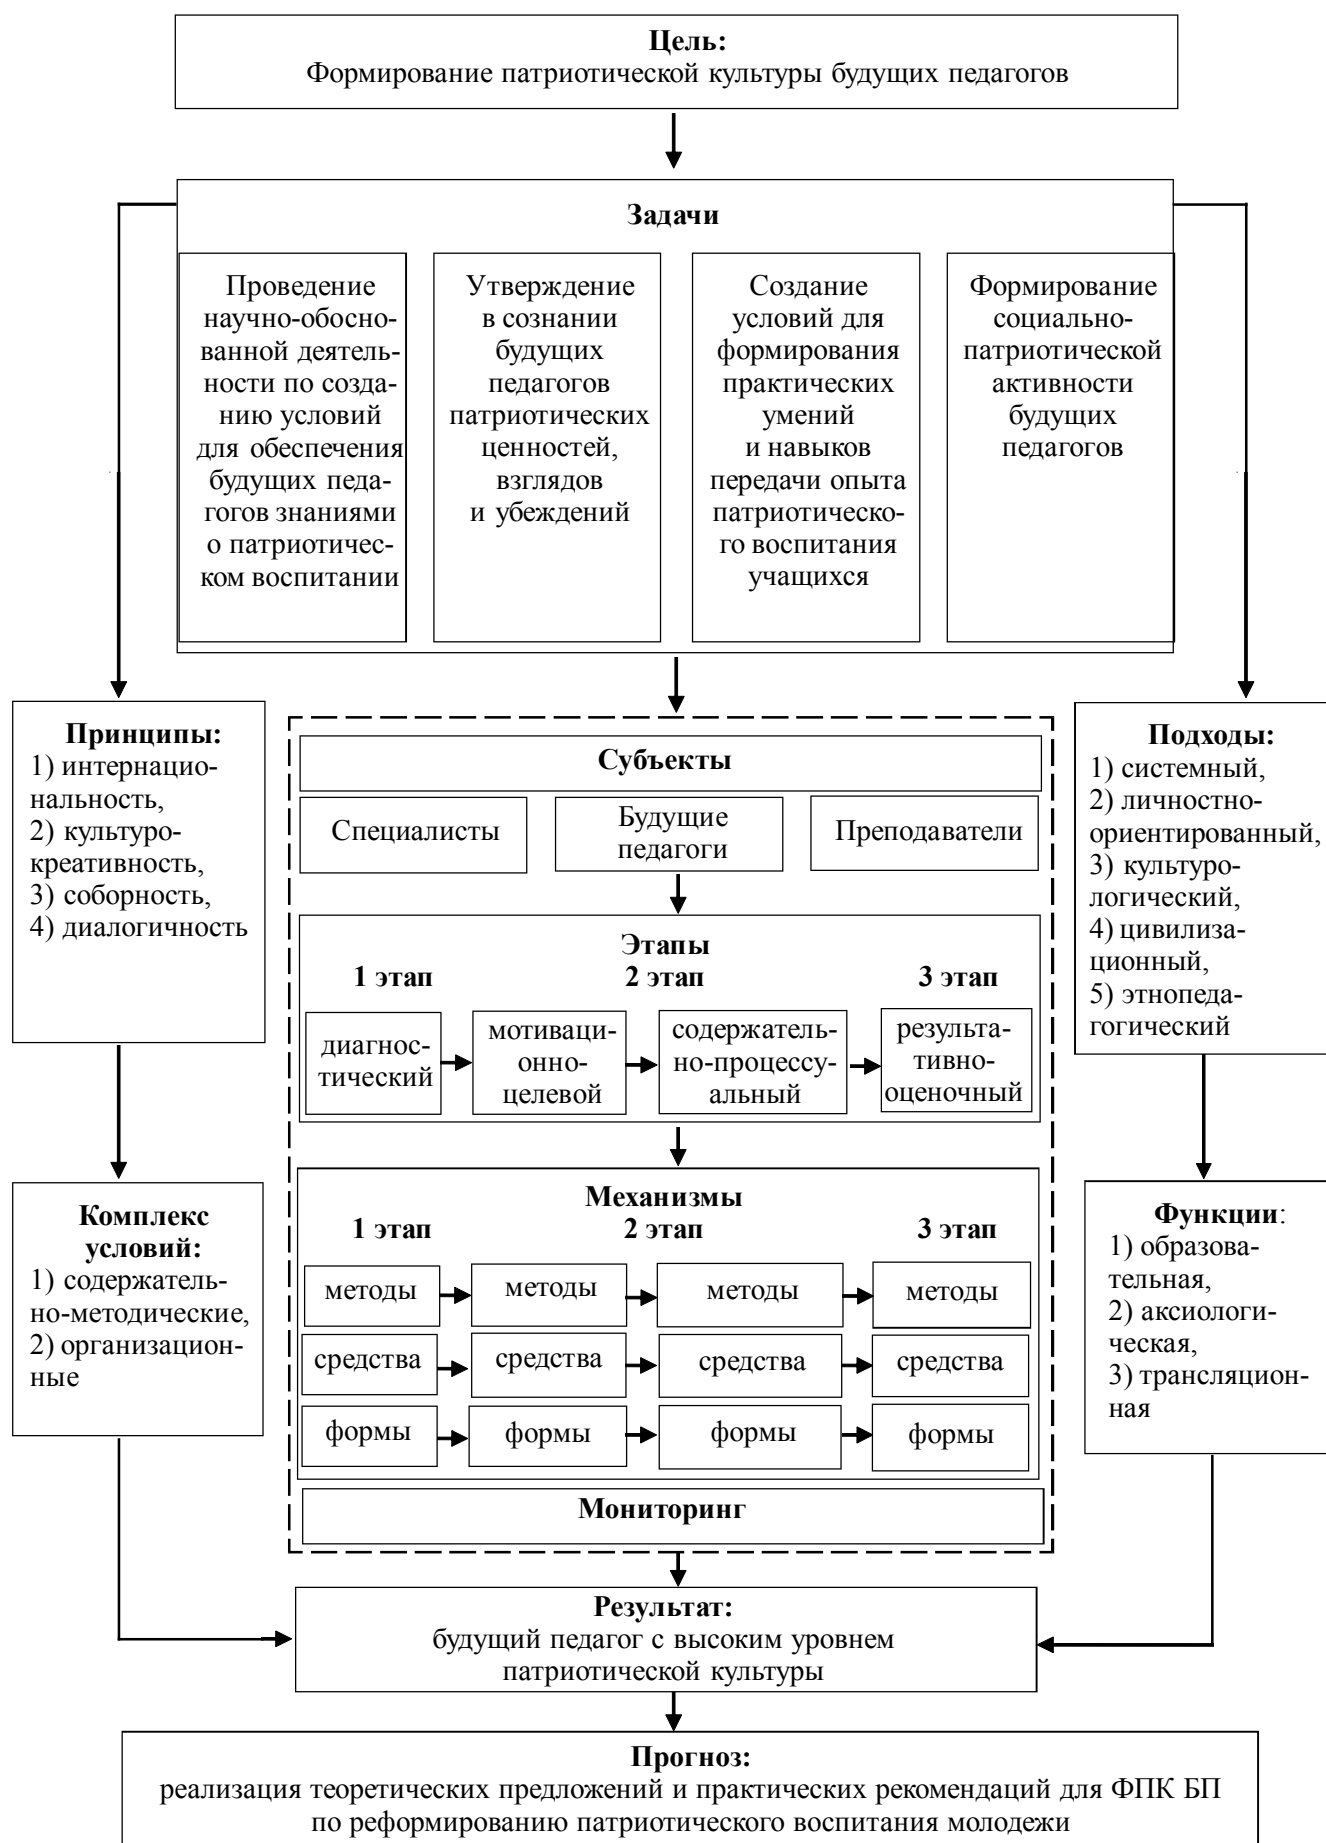 Цель:
Формирование патриотической культуры будущих педагогов
Задачи
Проведение
научно-обосно-
ванной деятель-
ности по созда-
нию условий
для обеспечения
будущих педа-
гогов знаниями
о патриотичес-
ком воспитании
Утверждение
в сознании
будущих
педагогов
патриотических
ценностей,
взглядов
и убеждений
Создание
условий для
формирования
практических
умений
и навыков
передачи опыта
патриотическо-
го воспитания
учащихся
Формирование
социально-
патриотической
активности
будущих
педагогов
Принципы:
1) интернацио-
нальность,
2) культуро-
креативность,
3) соборность,
4) диалогичность
Комплекс
условий:
1) содержатель-
но-методические,
2) организацион-
ные
Субъекты
Специалисты
Будущие
педагоги
Преподаватели
Этапы
1 этап 2 этап 3 этап
диагнос-
тический
мотиваци-
онно-
целевой
содержатель-
но-процессу-
альный
результа-
тивно-
оценочный
Механизмы
1 этап 2 этап 3 этап
методы методы методы методы
средства средства средства средства
формы формы формы формы
Мониторинг
Подходы:
1) системный,
2) личностно-
ориентированный,
3) культуро-
логический,
4) цивилиза-
ционный,
5) этнопеда-
гогический
Функции:
1) образова-
тельная,
2) аксиологи-
ческая,
3) трансляцион-
ная
Результат:
будущий педагог с высоким уровнем
патриотической культуры
Прогноз:
реализация теоретических предложений и практических рекомендаций для ФПК БП
по реформированию патриотического воспитания молодежи